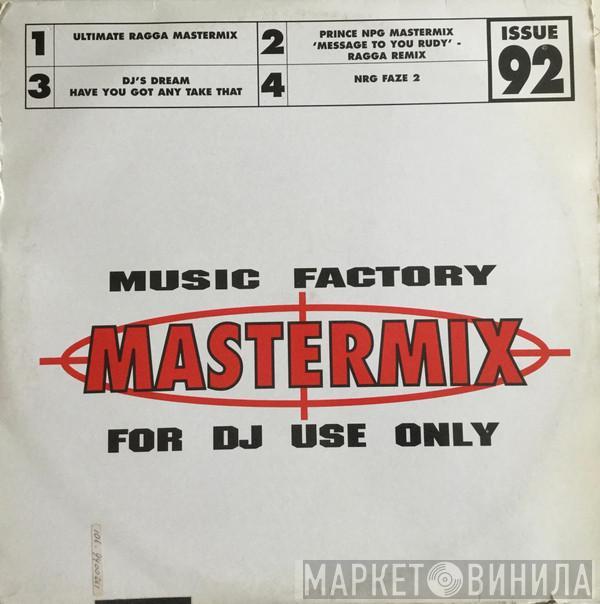 1
ULTIMATE RAGGA MASTERMIX
2
PRINCE NPG MASTERMIX
‘MESSAGE TO YOU RUDY’ -
RAGGA REMIX
3
DJ'S DREAM
HAVE YOU GOT ANY TAKE THAT
4
NRG FAZE 2
ISSUE
92
MUSIC FACTORY
MASTERMIX
FOR DJ USE ONLY
МАРКЕТ ВИНИЛА